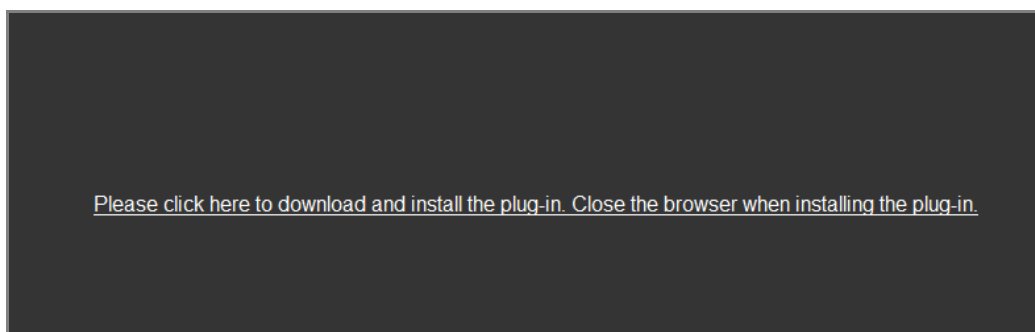 Please click here to download and install the plug-in. Close the browser when installing the plug-in.